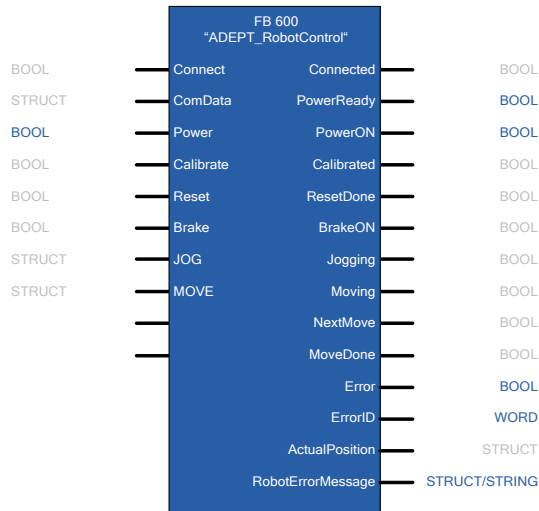 FB 600
“ADEPT_RobotControl“
BOOL Connect Connected BOOL
STRUCT ComData PowerReady BOOL
BOOL Power PowerON BOOL
BOOL Calibrate Calibrated BOOL
BOOL Reset ResetDone BOOL
BOOL Brake BrakeON BOOL
STRUCT JOG Jogging BOOL
STRUCT MOVE Moving BOOL
NextMove BOOL
MoveDone BOOL
Error BOOL
ErrorID WORD
ActualPosition STRUCT
RobotErrorMessage STRUCT/STRING